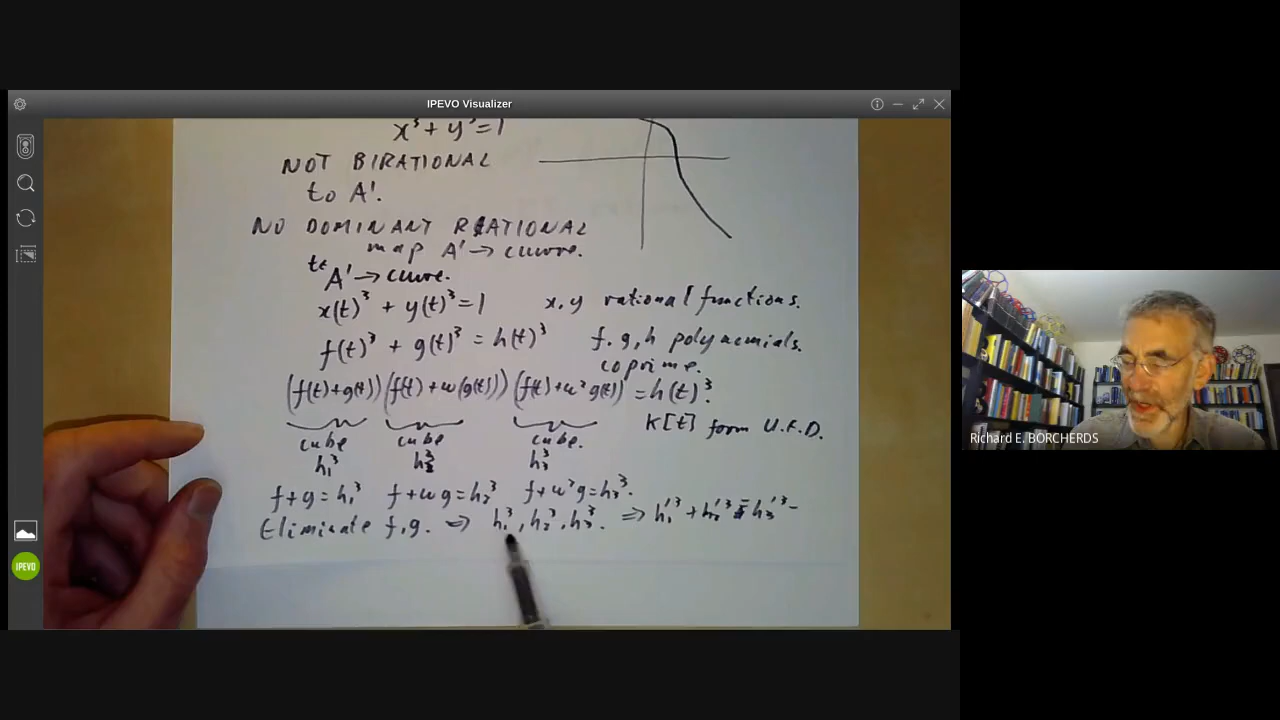 IPEVO Visualizer
x³ + y³ = 1
NOT BIRATIONAL
to A¹.
NO DOMINANT RATIONAL
map A¹ → curve.
A¹ → curve.
x(t)³ + y(t)³ = 1 x, y rational functions.
f(t)³ + g(t)³ = h(t)³ f, g, h polynomials.
coprime.
(f(t)+g(t)) (f(t)+ω(g(t))) (f(t)+ω²g(t)) = h(t)³.
K[t] form U.F.D.
cube cube cube.
h₁³ h₂³ h₃³
f+g=h₁³ f+ωg=h₂³ f+ω²g=h₃³.
Eliminate f, g. ⇒ h₁³, h₂³, h₃³. ⇒ h₁'³ + h₂'³ = h₃'³
IPEVO
Richard E. BORCHERDS